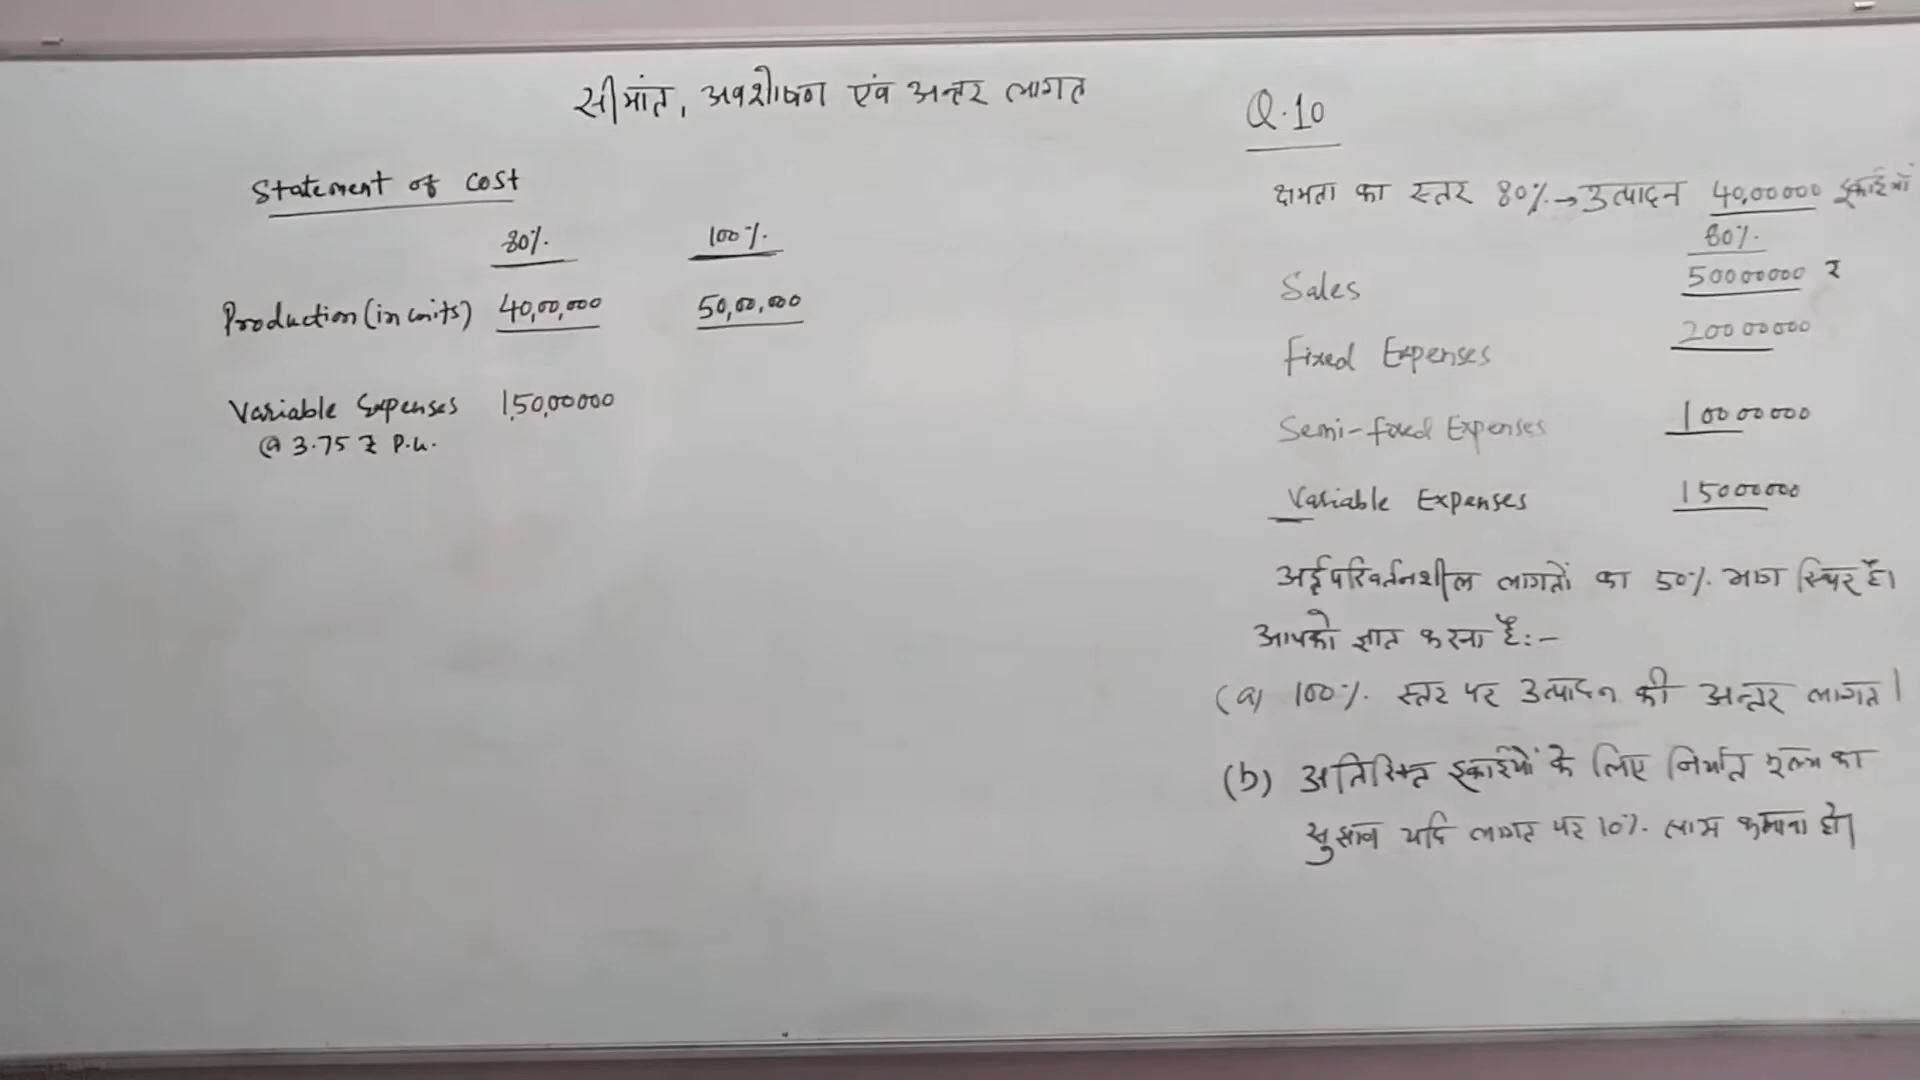 सीमांत, अवशोषण एवं अन्तर लागत
Statement of cost
80% 100%
Production (in units) 40,00,000 50,00,000
Variable Expenses 1,50,00000
@ 3.75 ₹ P.u.
Q.10
क्षमता का स्तर 80% → उत्पादन 40,00000 इकाईयाँ
80%
Sales 50000000 ₹
Fixed Expenses 20000000
Semi-fixed Expenses 10000000
Variable Expenses 15000000
अर्द्धपरिवर्तनशील लागतों का 50% भाग स्थिर है।
आपको ज्ञात करना है:-
(a) 100% स्तर पर उत्पादन की अन्तर लागत।
(b) अतिरिक्त इकाईयों के लिए निर्यात मूल्य का
सुझाव यदि लागत पर 10% लाभ कमाना हो।